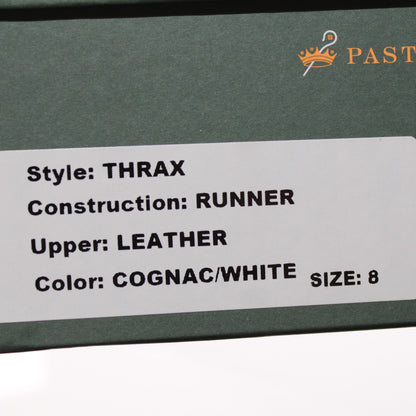 PAST
Style: THRAX
Construction: RUNNER
Upper: LEATHER
Color: COGNAC/WHITE SIZE: 8